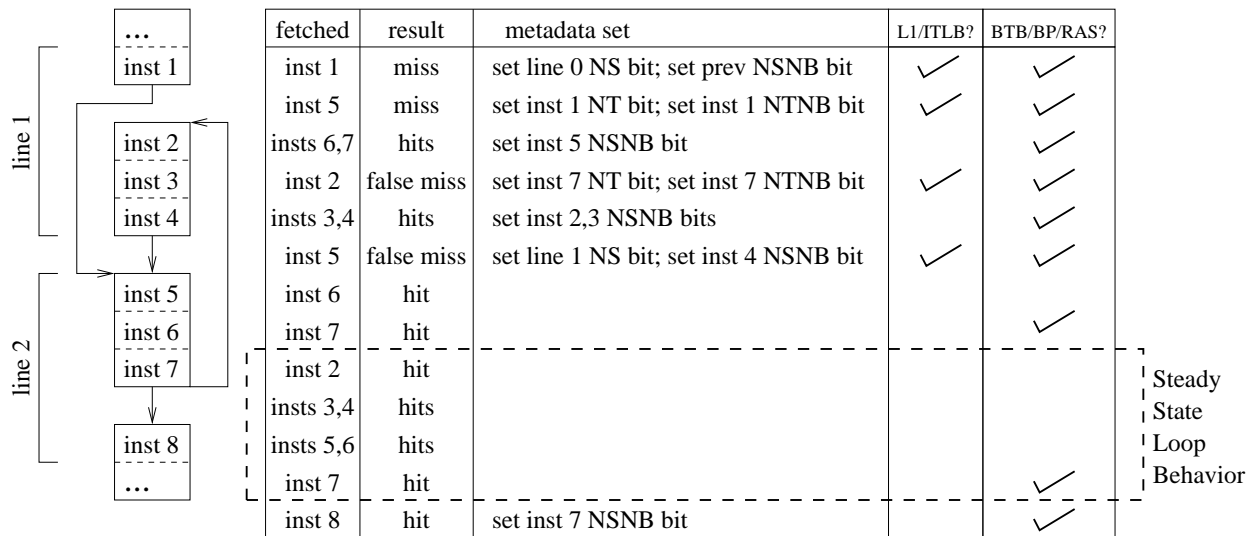 ...
inst 1
inst 2
inst 3
inst 4
inst 5
inst 6
inst 7
inst 8
...
line 1
line 2
fetched result metadata set L1/ITLB? BTB/BP/RAS?
inst 1 miss set line 0 NS bit; set prev NSNB bit
inst 5 miss set inst 1 NT bit; set inst 1 NTNB bit
insts 6,7 hits set inst 5 NSNB bit
inst 2 false miss set inst 7 NT bit; set inst 7 NTNB bit
insts 3,4 hits set inst 2,3 NSNB bits
inst 5 false miss set line 1 NS bit; set inst 4 NSNB bit
inst 6 hit
inst 7 hit
inst 2 hit
insts 3,4 hits
insts 5,6 hits
inst 7 hit
inst 8 hit set inst 7 NSNB bit
Steady
State
Loop
Behavior